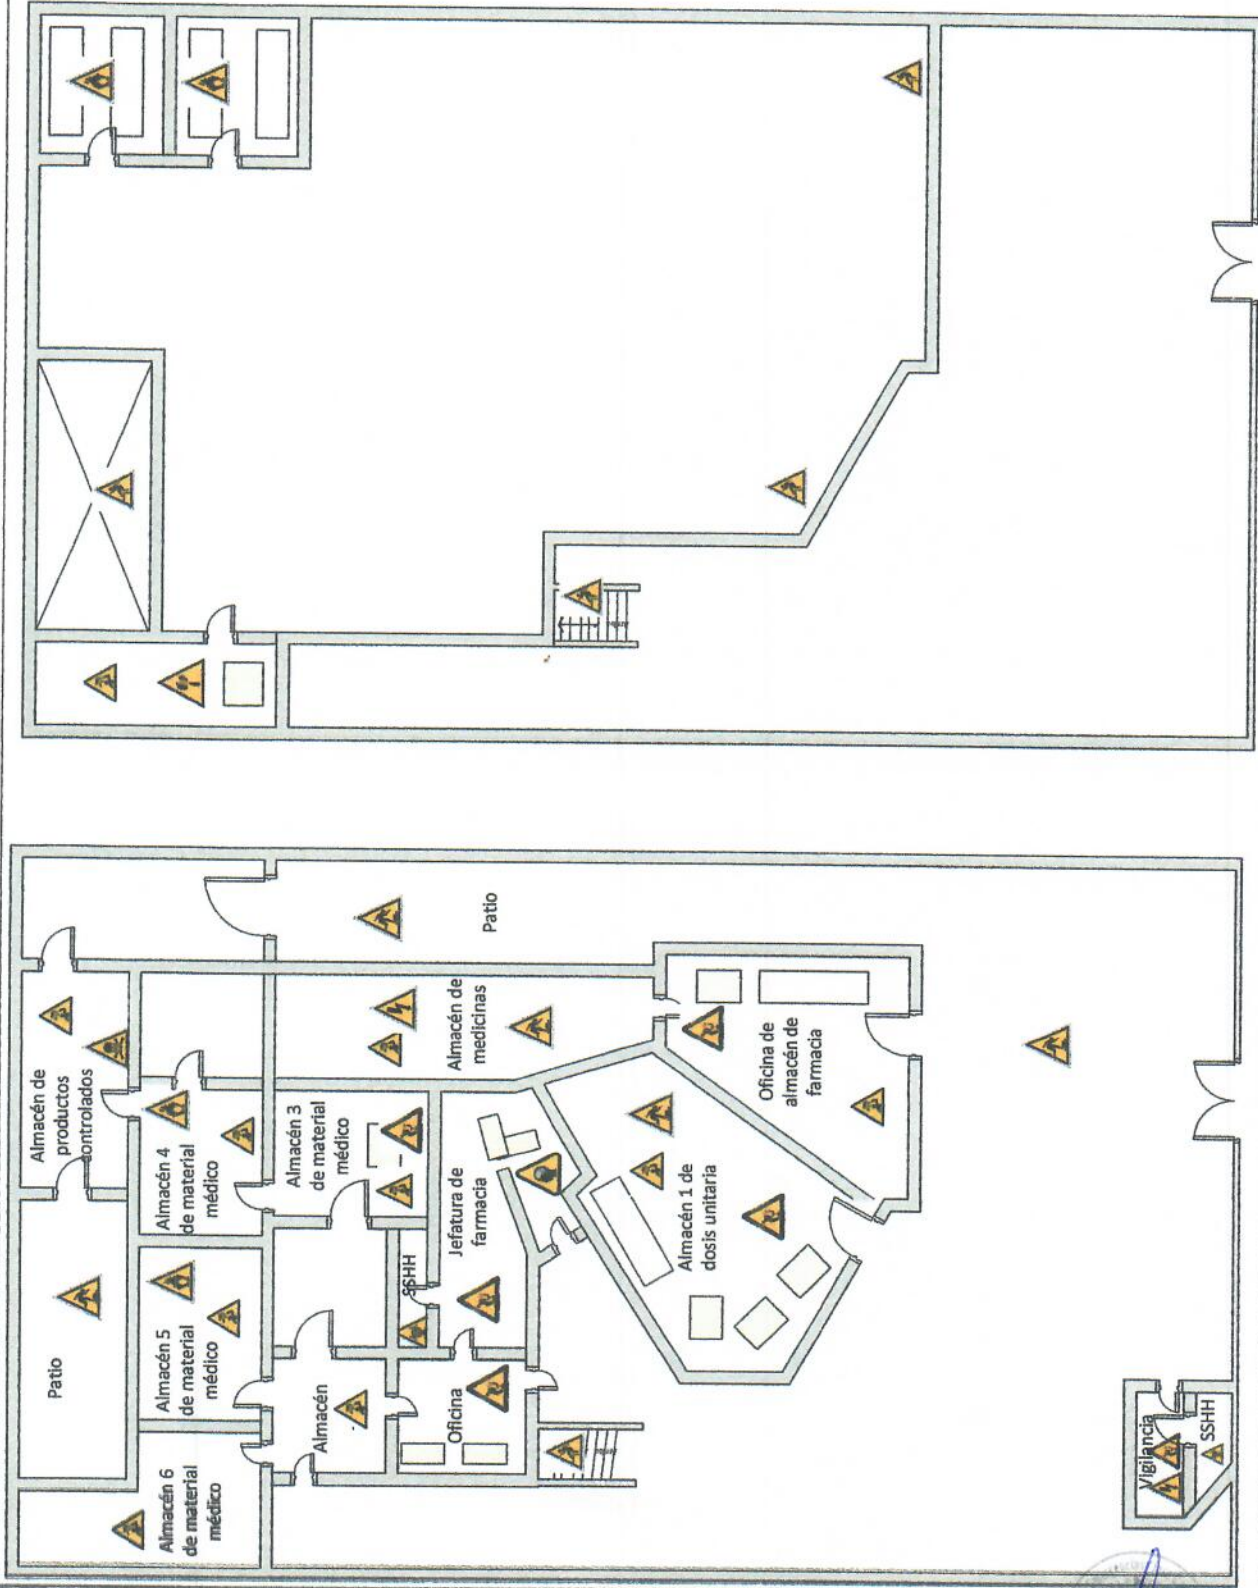 Almacén de
productos
controlados
Patio
Almacén 4
de material
médico
Almacén 5
de material
médico
Almacén 6
de material
médico
Almacén 3
de material
médico
Almacén de
medicinas
Patio
SSHH
Jefatura de
farmacia
Almacén
Oficina
Oficina de
almacén de
farmacia
Almacén 1 de
dosis unitaria
Vigilancia
SSHH